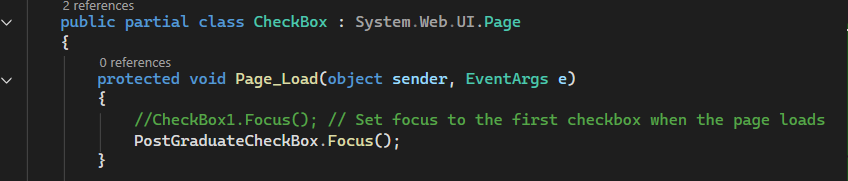 2 references
public partial class CheckBox : System.Web.UI.Page
{
0 references
protected void Page_Load(object sender, EventArgs e)
{
//CheckBox1.Focus(); // Set focus to the first checkbox when the page loads
PostGraduateCheckBox.Focus();
}